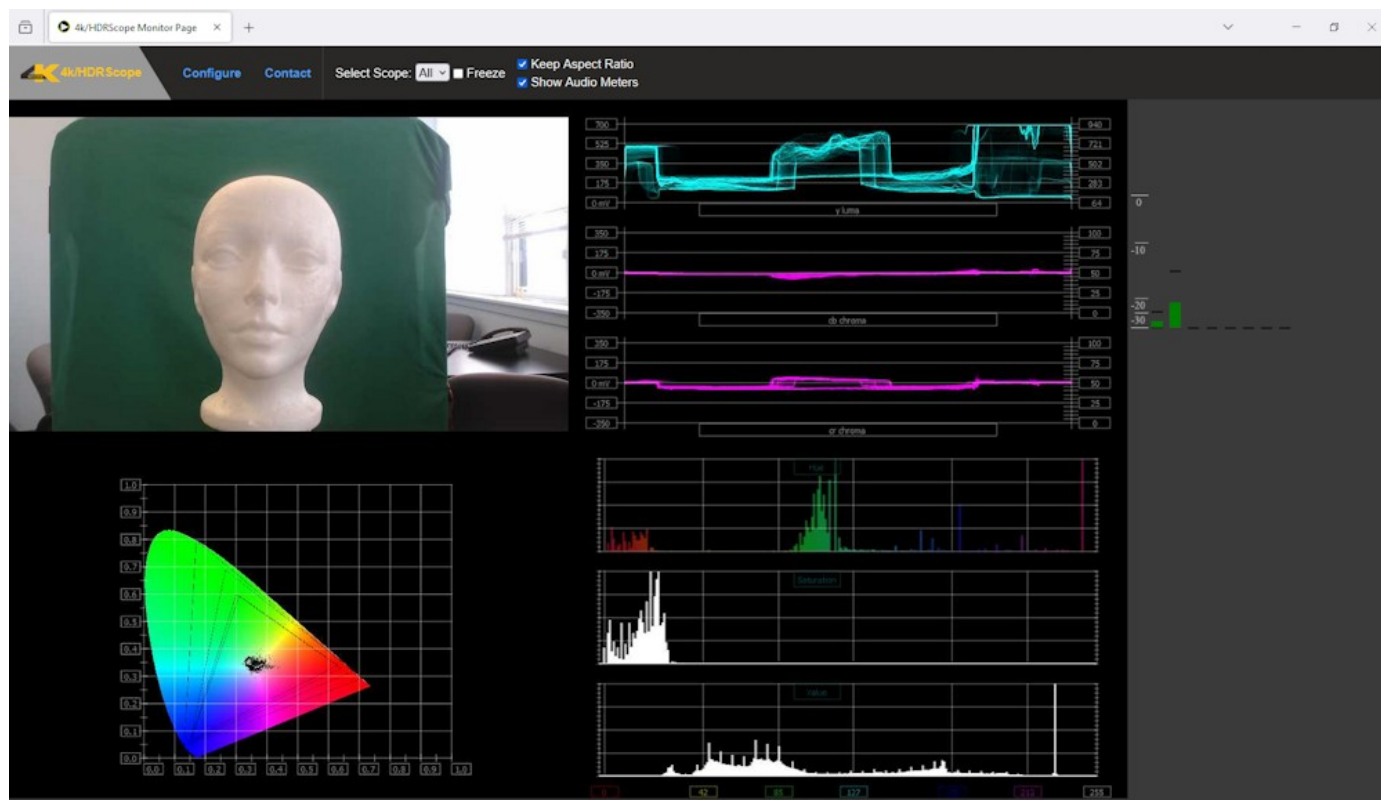 4k/HDRScope Monitor Page
4K 4k/HDRScope
Configure
Contact
Select Scope: All
Freeze
Keep Aspect Ratio
Show Audio Meters
700
525
350
175
0 mV
940
721
502
283
64
y luma
350
175
0 mV
-175
-350
100
75
50
25
0
cb chroma
350
175
0 mV
-175
-350
100
75
50
25
0
cr chroma
0
-10
-20
-30
1.0
0.9
0.8
0.7
0.6
0.5
0.4
0.3
0.2
0.1
0.0
0.0 0.1 0.2 0.3 0.4 0.5 0.6 0.7 0.8 0.9 1.0
Hue
Saturation
Value
0 42 85 127 212 255